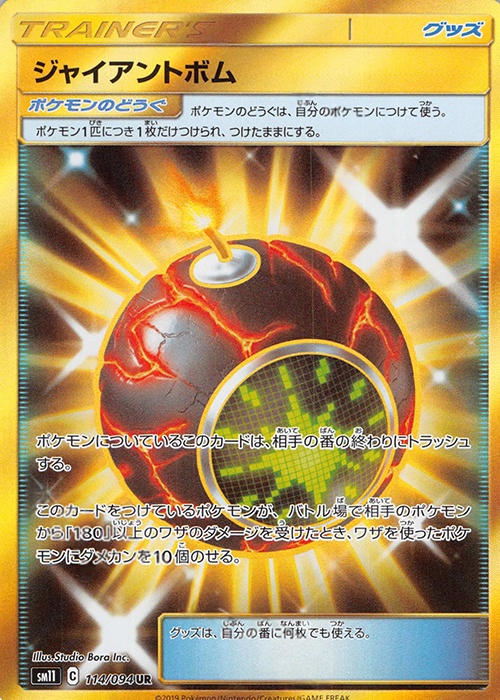 TRAINER'S
グッズ
ジャイアントボム
ポケモンのどうぐ
ポケモンのどうぐは、自分のポケモンにつけて使う。
ポケモン1匹につき1枚だけつけられ、つけたままにする。
ポケモンについているこのカードは、相手の番の終わりにトラッシュ
する。
このカードをつけているポケモンが、バトル場で相手のポケモン
から「180」以上のワザのダメージを受けたとき、ワザを使ったポケ
モンにダメカンを10個のせる。
グッズは、自分の番に何枚でも使える。
Illus.Studio Bora Inc.
sm11 C 114/094 UR
©2019 Pokémon/Nintendo/Creatures/GAME FREAK